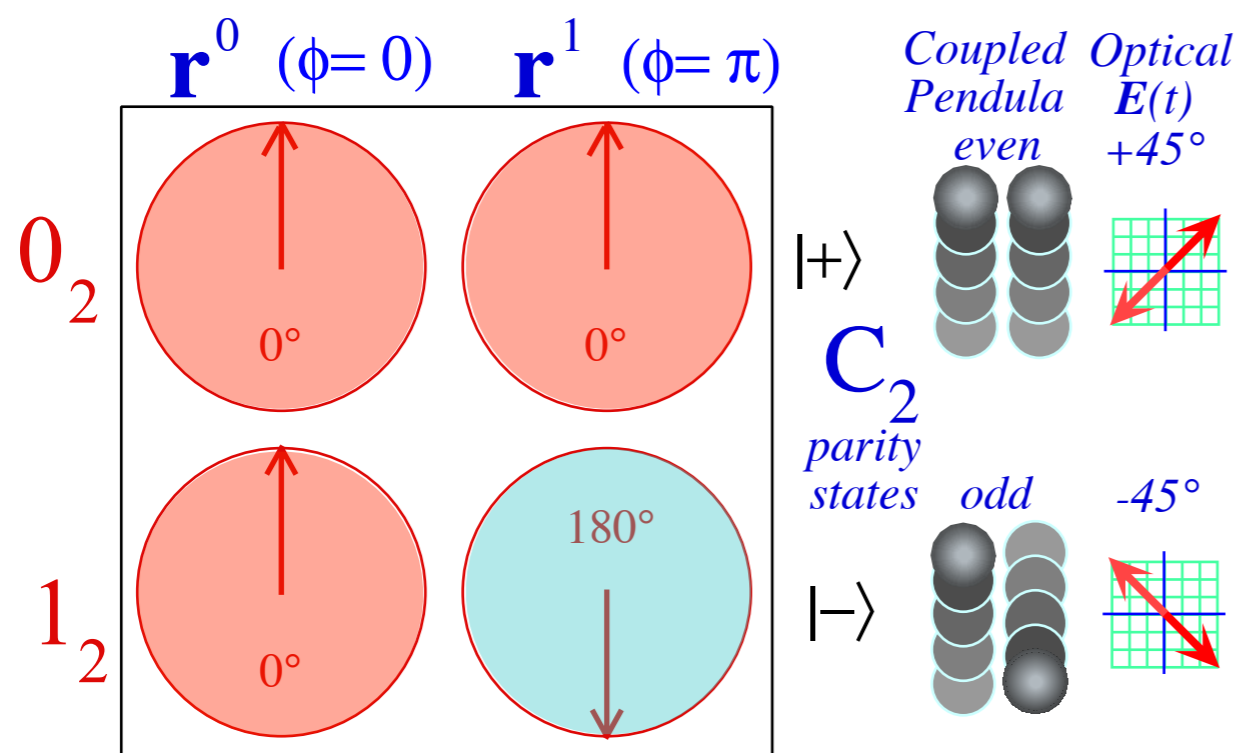 r⁰ (ϕ= 0) r¹ (ϕ= π)
Coupled Pendula
Optical E(t)
even +45°
0₂ 0° 0° |+⟩
C₂
parity states
odd -45°
1₂ 0° 180° |−⟩